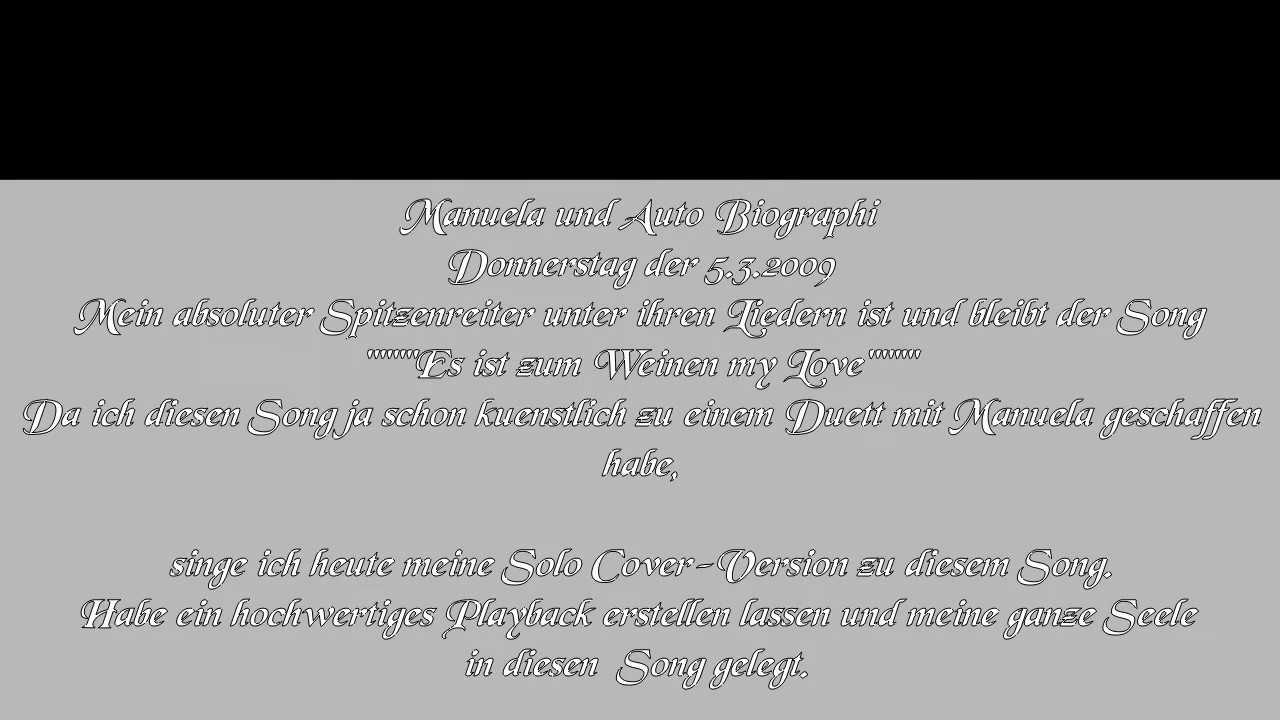 Manuela und Auto Biographi
Donnerstag der 5.3.2009
Mein absoluter Spitzenreiter unter ihren Liedern ist und bleibt der Song
"""""Es ist zum Weinen my Love"""""
Da ich diesen Song ja schon kuenstlich zu einem Duett mit Manuela geschaffen
habe,
singe ich heute meine Solo Cover-Version zu diesem Song.
Habe ein hochwertiges Playback erstellen lassen und meine ganze Seele
in diesen  Song gelegt.